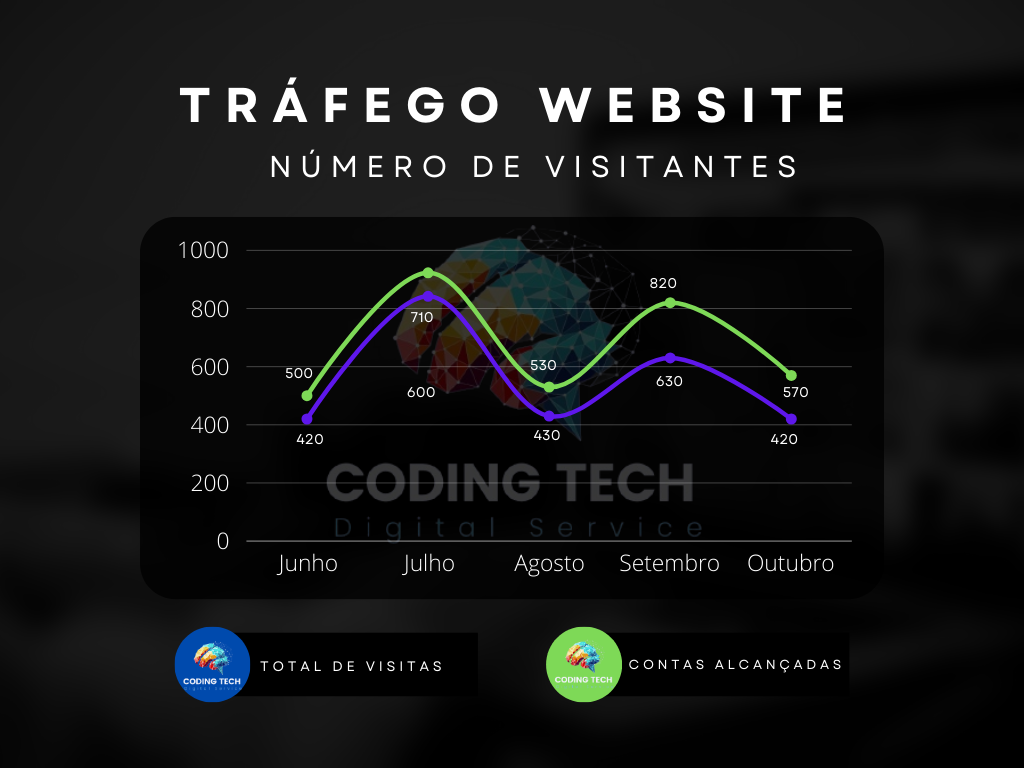 TRÁFEGO WEBSITE
NÚMERO DE VISITANTES
1000
800
600
400
200
0
500
420
710
600
530
430
820
630
570
420
CODING TECH
Digital Service
Junho Julho Agosto Setembro Outubro
CODING TECH
Digital Service
TOTAL DE VISITAS
CODING TECH
CONTAS ALCANÇADAS